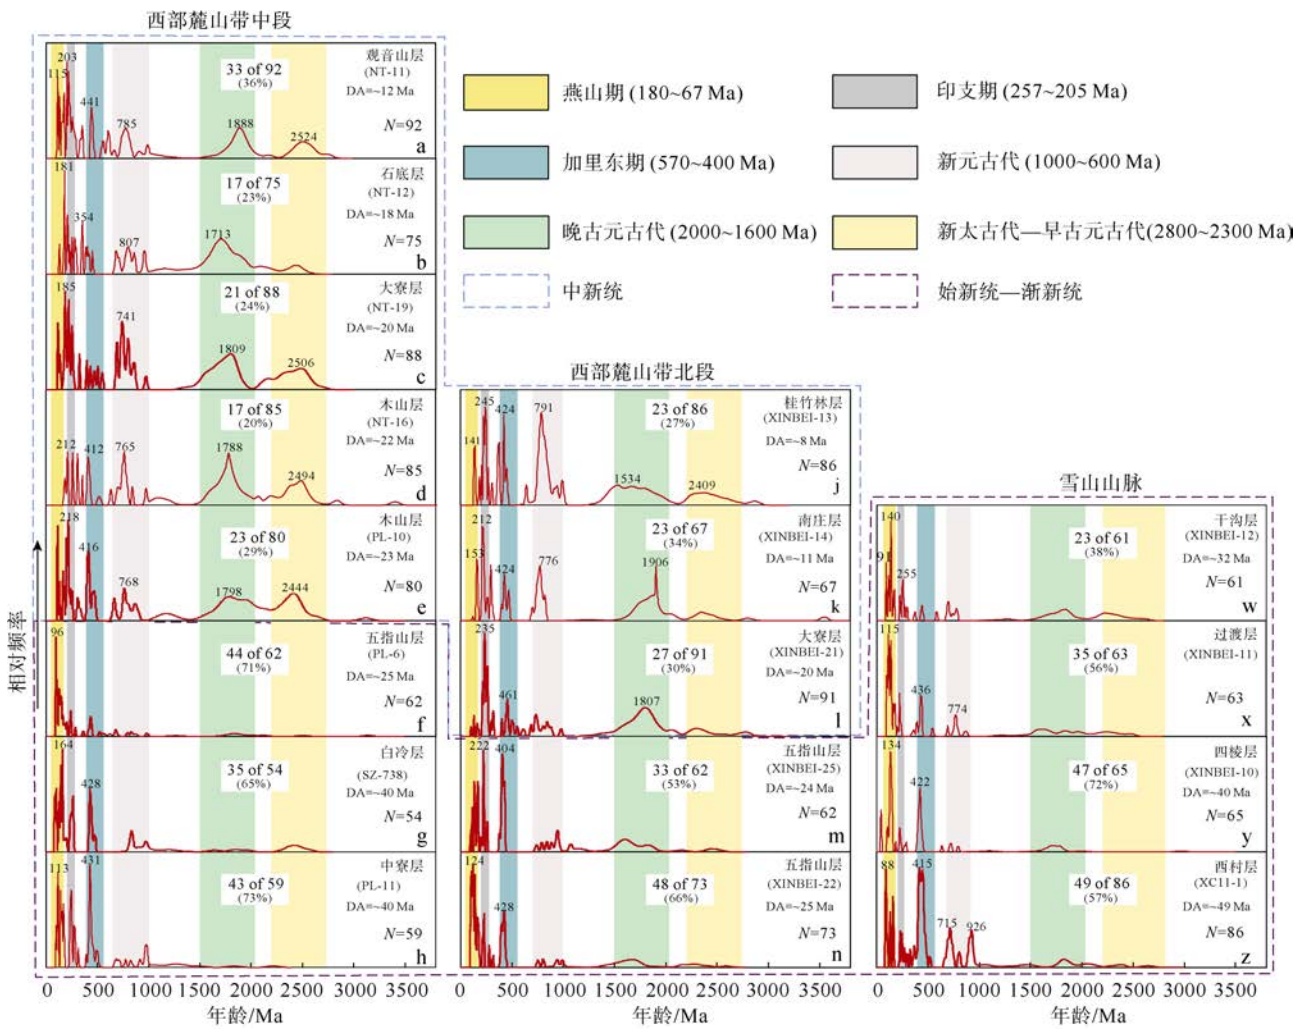 西部麓山带中段
203
115
441
785
1888
2524
33 of 92
(36%)
观音山层
(NT-11)
DA=~12 Ma
N=92
a
181
354
807
1713
17 of 75
(23%)
石底层
(NT-12)
DA=~18 Ma
N=75
b
185
741
1809
2506
21 of 88
(24%)
大寮层
(NT-19)
DA=~20 Ma
N=88
c
212
412
765
1788
2494
17 of 85
(20%)
木山层
(NT-16)
DA=~22 Ma
N=85
d
218
416
768
1798
2444
23 of 80
(29%)
木山层
(PL-10)
DA=~23 Ma
N=80
e
96
44 of 62
(71%)
五指山层
(PL-6)
DA=~25 Ma
N=62
f
164
428
35 of 54
(65%)
白冷层
(SZ-738)
DA=~40 Ma
N=54
g
113
431
43 of 59
(73%)
中寮层
(PL-11)
DA=~40 Ma
N=59
h
0 500 1000 1500 2000 2500 3000 3500
年龄/Ma
相对频率
燕山期 (180~67 Ma)
印支期 (257~205 Ma)
加里东期 (570~400 Ma)
新元古代 (1000~600 Ma)
晚古元古代 (2000~1600 Ma)
新太古代—早古元古代(2800~2300 Ma)
中新统
始新统—渐新统
西部麓山带北段
141
245
424
791
1534
2409
23 of 86
(27%)
桂竹林层
(XINBEI-13)
DA=~8 Ma
N=86
j
153
212
424
776
1906
23 of 67
(34%)
南庄层
(XINBEI-14)
DA=~11 Ma
N=67
k
235
461
1807
27 of 91
(30%)
大寮层
(XINBEI-21)
DA=~20 Ma
N=91
l
222
404
33 of 62
(53%)
五指山层
(XINBEI-25)
DA=~24 Ma
N=62
m
124
428
48 of 73
(66%)
五指山层
(XINBEI-22)
DA=~25 Ma
N=73
n
0 500 1000 1500 2000 2500 3000 3500
年龄/Ma
雪山山脉
140
91
255
23 of 61
(38%)
干沟层
(XINBEI-12)
DA=~32 Ma
N=61
w
115
436
774
35 of 63
(56%)
过渡层
(XINBEI-11)
N=63
x
134
422
47 of 65
(72%)
四棱层
(XINBEI-10)
DA=~40 Ma
N=65
y
88
415
715
926
49 of 86
(57%)
西村层
(XC11-1)
DA=~49 Ma
N=86
z
0 500 1000 1500 2000 2500 3000 3500
年龄/Ma